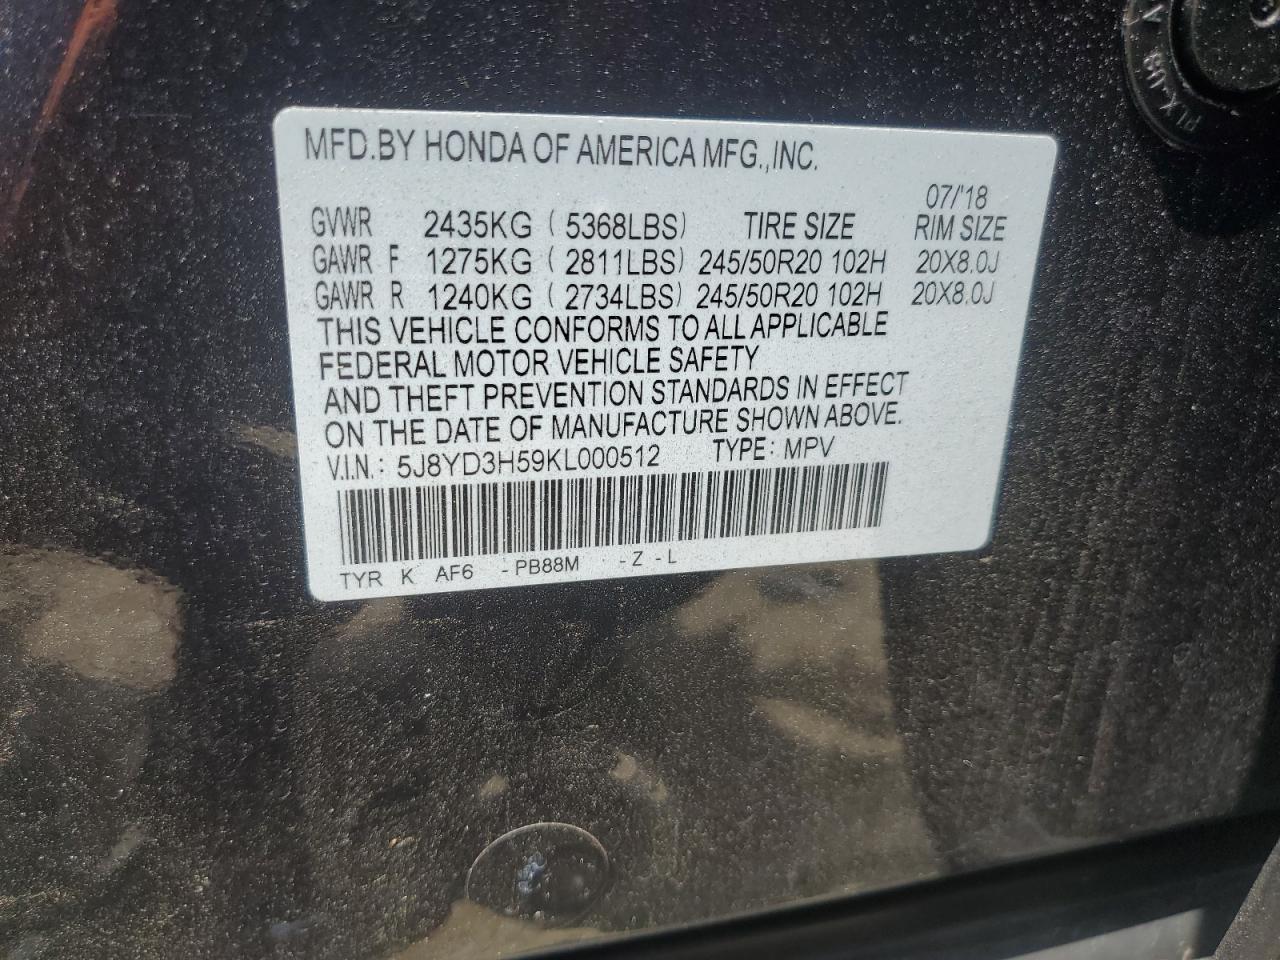 MFD.BY HONDA OF AMERICA MFG.,INC.
07/'18
GVWR 2435KG ( 5368LBS) TIRE SIZE RIM SIZE
GAWR F 1275KG ( 2811LBS) 245/50R20 102H 20X8.0J
GAWR R 1240KG ( 2734LBS) 245/50R20 102H 20X8.0J
THIS VEHICLE CONFORMS TO ALL APPLICABLE
FEDERAL MOTOR VEHICLE SAFETY
AND THEFT PREVENTION STANDARDS IN EFFECT
ON THE DATE OF MANUFACTURE SHOWN ABOVE.
V.I.N.: 5J8YD3H59KL000512 TYPE: MPV
TYR K AF6 -PB88M -Z -L